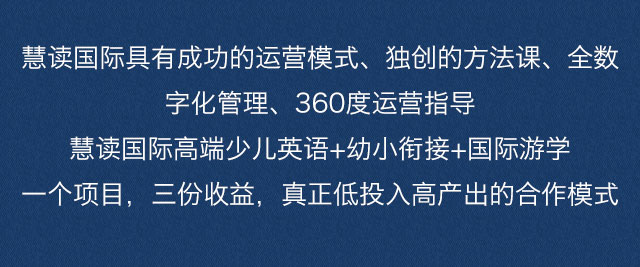 慧读国际具有成功的运营模式、独创的方法课、全数
字化管理、360度运营指导
慧读国际高端少儿英语+幼小衔接+国际游学
一个项目，三份收益，真正低投入高产出的合作模式